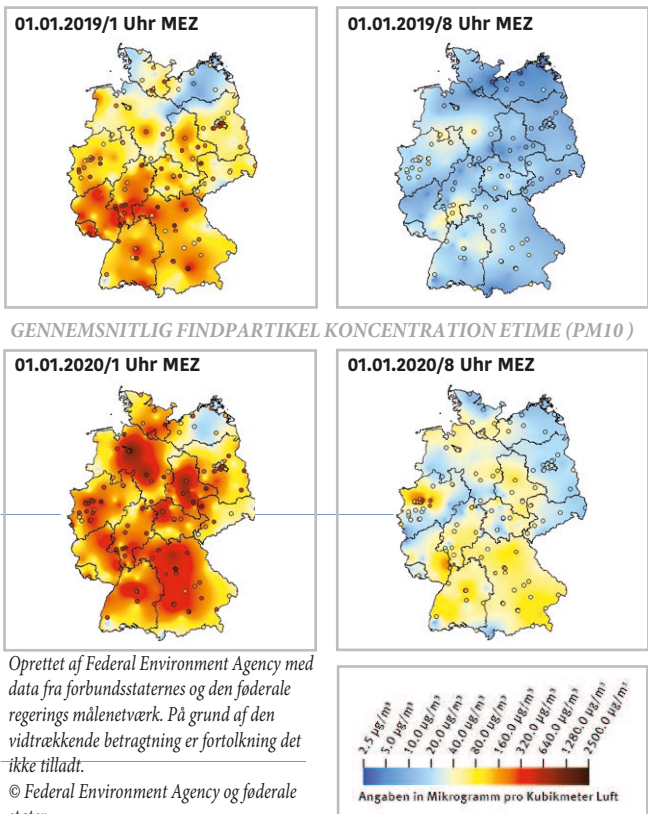 01.01.2019/1 Uhr MEZ
01.01.2019/8 Uhr MEZ
GENNEMSNITLIG FINDPARTIKEL KONCENTRATION ETIME (PM10 )
01.01.2020/1 Uhr MEZ
01.01.2020/8 Uhr MEZ
Oprettet af Federal Environment Agency med
data fra forbundsstaternes og den føderale
regerings målenetværk. På grund af den
vidtrækkende betragtning er fortolkning det
ikke tilladt.
© Federal Environment Agency og føderale
2.5 µg/m³
5.0 µg/m³
10.0 µg/m³
20.0 µg/m³
40.0 µg/m³
80.0 µg/m³
160.0 µg/m³
320.0 µg/m³
640.0 µg/m³
1280.0 µg/m³
2500.0 µg/m³
Angaben in Mikrogramm pro Kubikmeter Luft